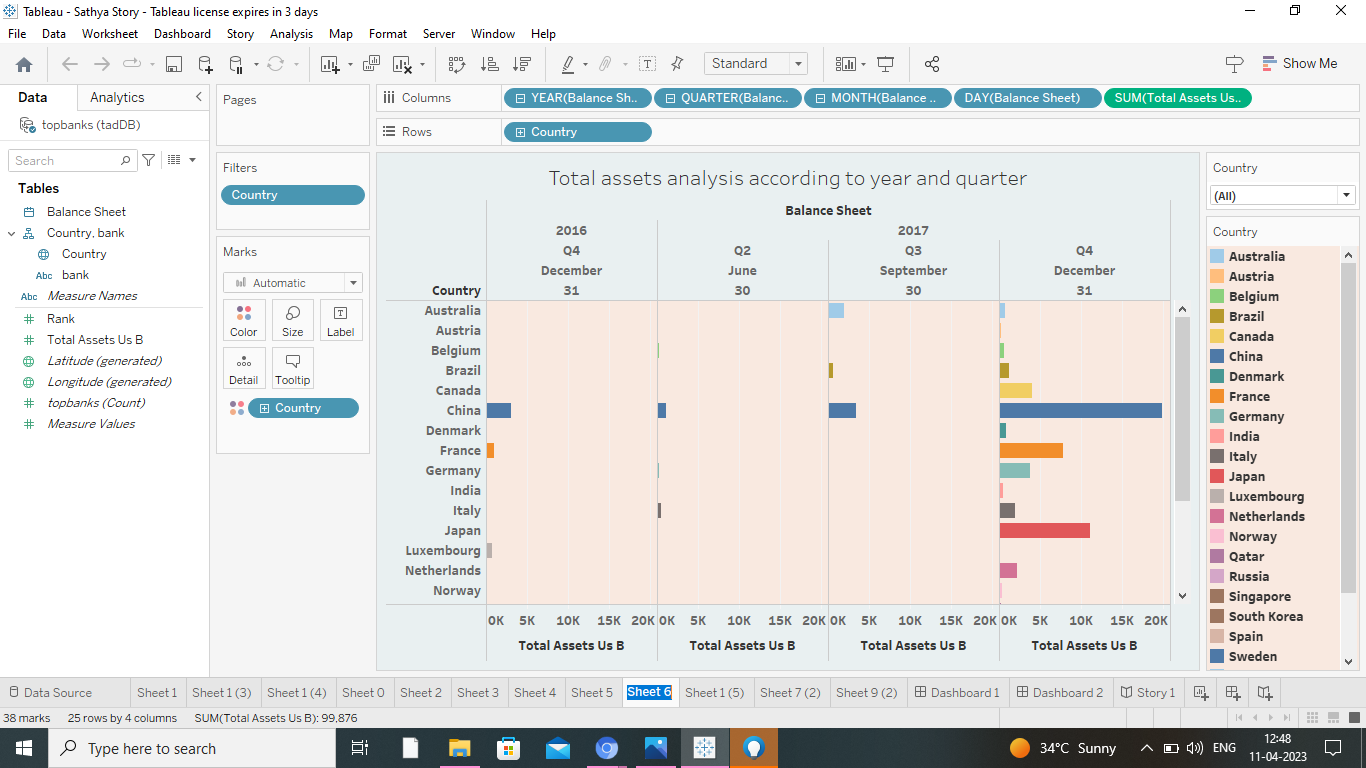 Tableau - Sathya Story - Tableau license expires in 3 days
File Data Worksheet Dashboard Story Analysis Map Format Server Window Help
Standard
Show Me
Data Analytics
topbanks (tadDB)
Search
Tables
Balance Sheet
Country, bank
Country
Abc bank
Abc Measure Names
Rank
Total Assets Us B
Latitude (generated)
Longitude (generated)
topbanks (Count)
Measure Values
Pages
Filters
Country
Marks
Automatic
Color Size Label
Detail Tooltip
Country
Columns YEAR(Balance Sh.. QUARTER(Balanc.. MONTH(Balance .. DAY(Balance Sheet) SUM(Total Assets Us..
Rows Country
Total assets analysis according to year and quarter
Balance Sheet
2016 2017
Q4 Q2 Q3 Q4
December June September December
Country 31 30 30 31
Australia
Austria
Belgium
Brazil
Canada
China
Denmark
France
Germany
India
Italy
Japan
Luxembourg
Netherlands
Norway
0K 5K 10K 15K 20K 0K 5K 10K 15K 20K 0K 5K 10K 15K 20K 0K 5K 10K 15K 20K
Total Assets Us B Total Assets Us B Total Assets Us B Total Assets Us B
Country
(All)
Country
Australia
Austria
Belgium
Brazil
Canada
China
Denmark
France
Germany
India
Italy
Japan
Luxembourg
Netherlands
Norway
Qatar
Russia
Singapore
South Korea
Spain
Sweden
Data Source Sheet 1 Sheet 1 (3) Sheet 1 (4) Sheet 0 Sheet 2 Sheet 3 Sheet 4 Sheet 5 Sheet 6 Sheet 1 (5) Sheet 7 (2) Sheet 9 (2) Dashboard 1 Dashboard 2 Story 1
38 marks 25 rows by 4 columns SUM(Total Assets Us B): 99,876
Type here to search
34°C Sunny
ENG
12:48
11-04-2023